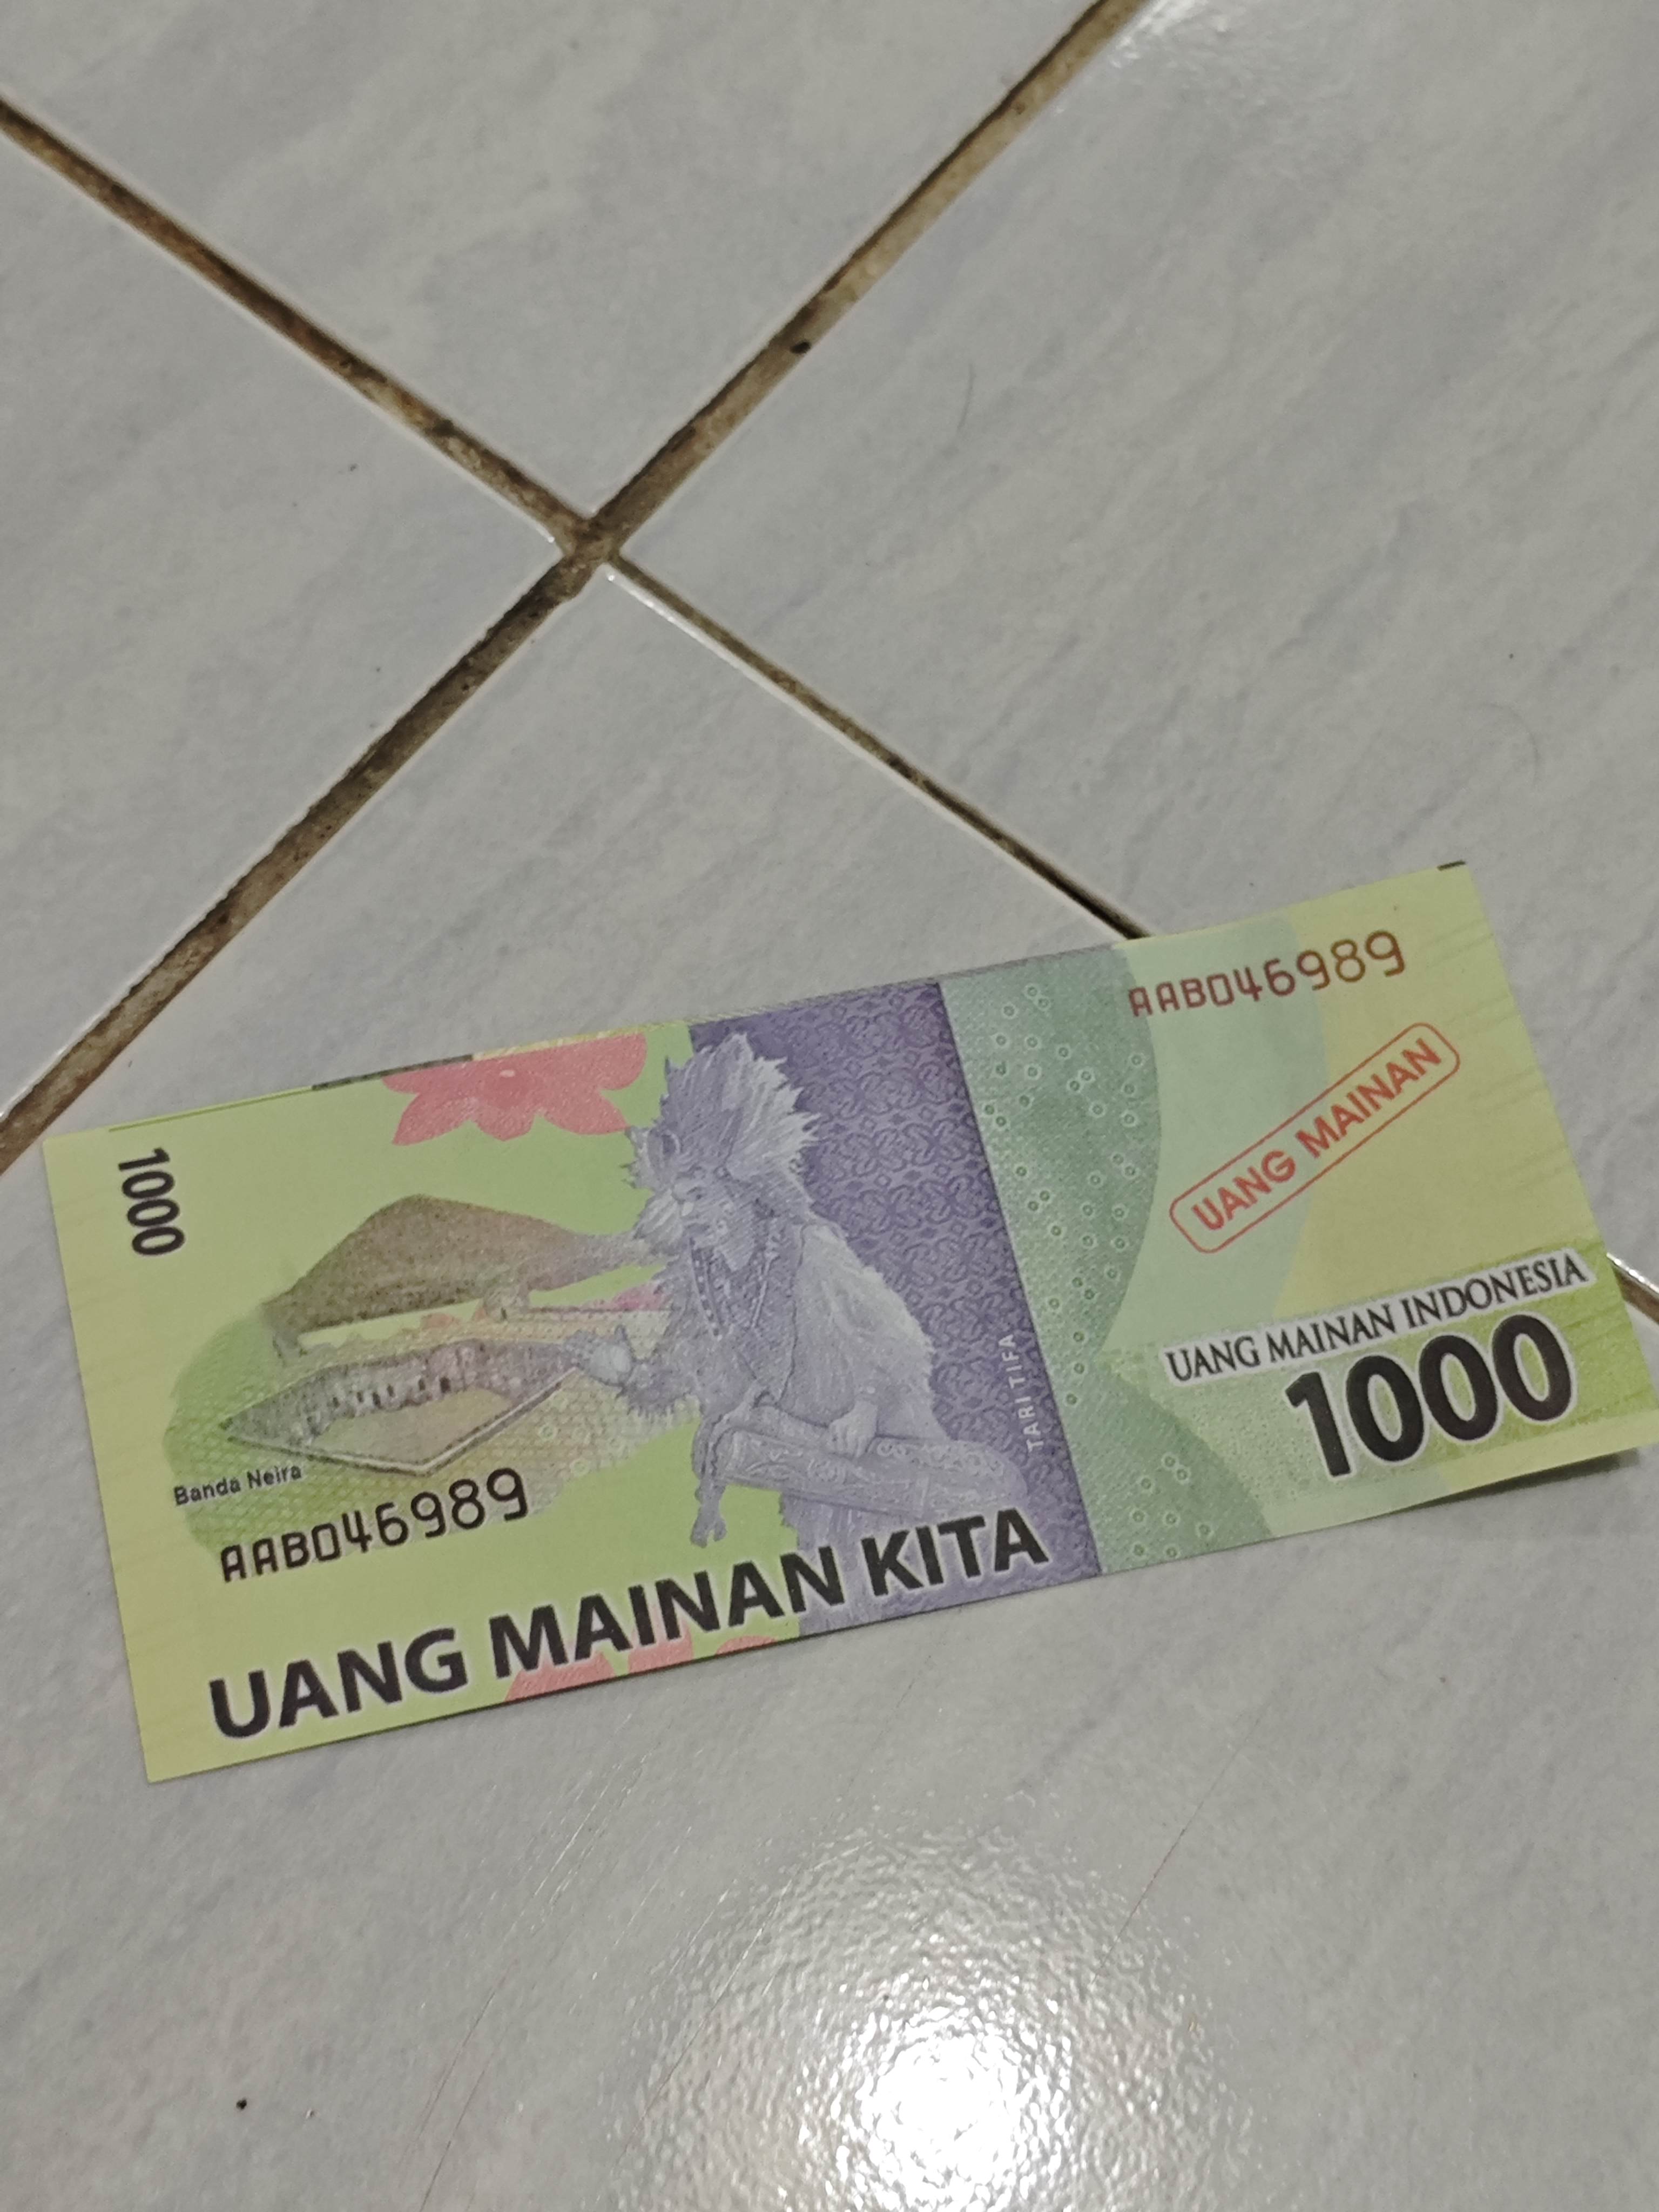 AAB046989
UANG MAINAN
1000
UANG MAINAN INDONESIA
1000
TARI TIFA
Banda Neira
AAB046989
UANG MAINAN KITA